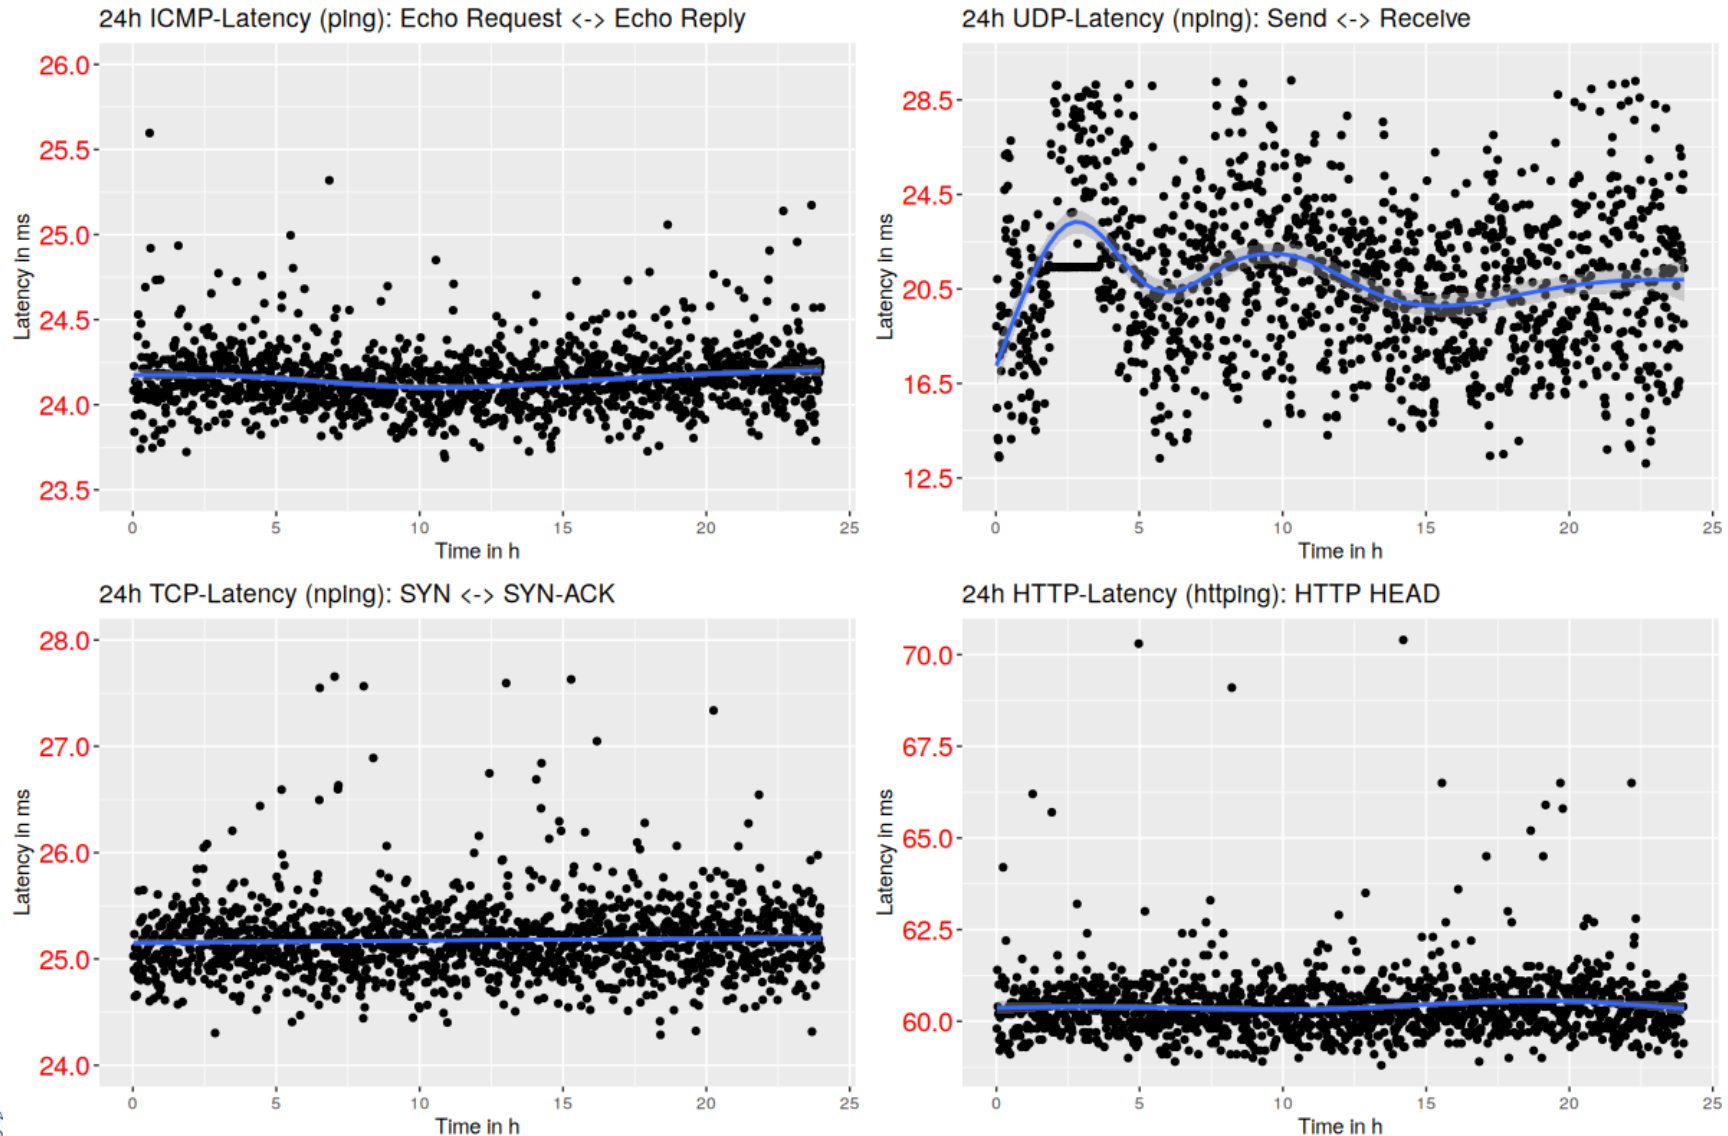 24h ICMP-Latency (ping): Echo Request <-> Echo Reply
26.0
25.5
25.0
24.5
24.0
23.5
Latency in ms
0 5 10 15 20 25
Time in h
24h UDP-Latency (nping): Send <-> Receive
28.5
24.5
20.5
16.5
12.5
Latency in ms
0 5 10 15 20 25
Time in h
24h TCP-Latency (nping): SYN <-> SYN-ACK
28.0
27.0
26.0
25.0
24.0
Latency in ms
0 5 10 15 20 25
Time in h
24h HTTP-Latency (httping): HTTP HEAD
70.0
67.5
65.0
62.5
60.0
Latency in ms
0 5 10 15 20 25
Time in h